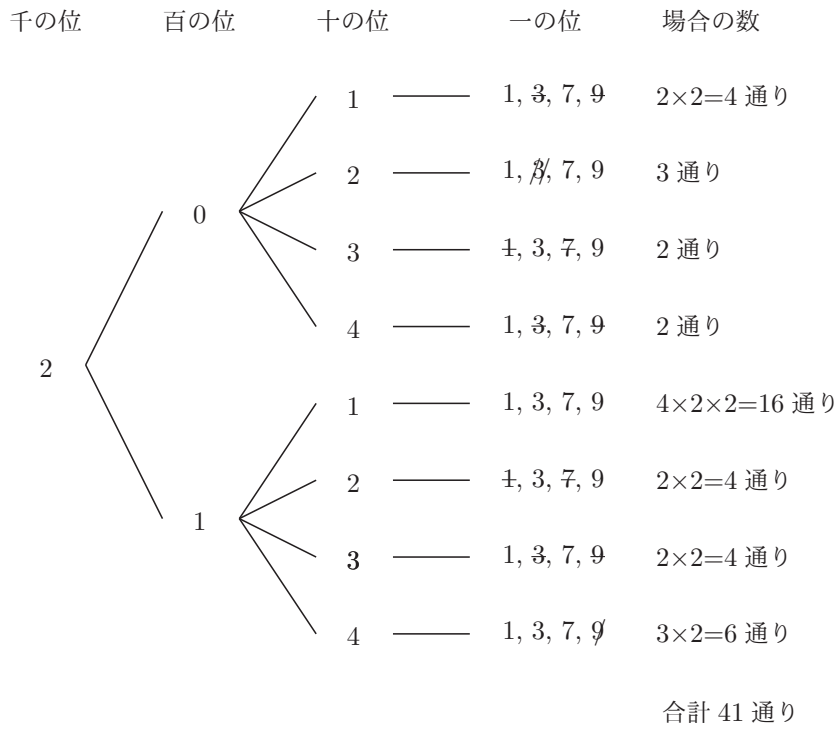 千の位 百の位 十の位 一の位 場合の数
1 1, 3, 7, 9 2×2=4 通り
2 1, 3, 7, 9 3 通り
0
3 1, 3, 7, 9 2 通り
4 1, 3, 7, 9 2 通り
2
1 1, 3, 7, 9 4×2×2=16 通り
2 1, 3, 7, 9 2×2=4 通り
1
3 1, 3, 7, 9 2×2=4 通り
4 1, 3, 7, 9 3×2=6 通り
合計 41 通り